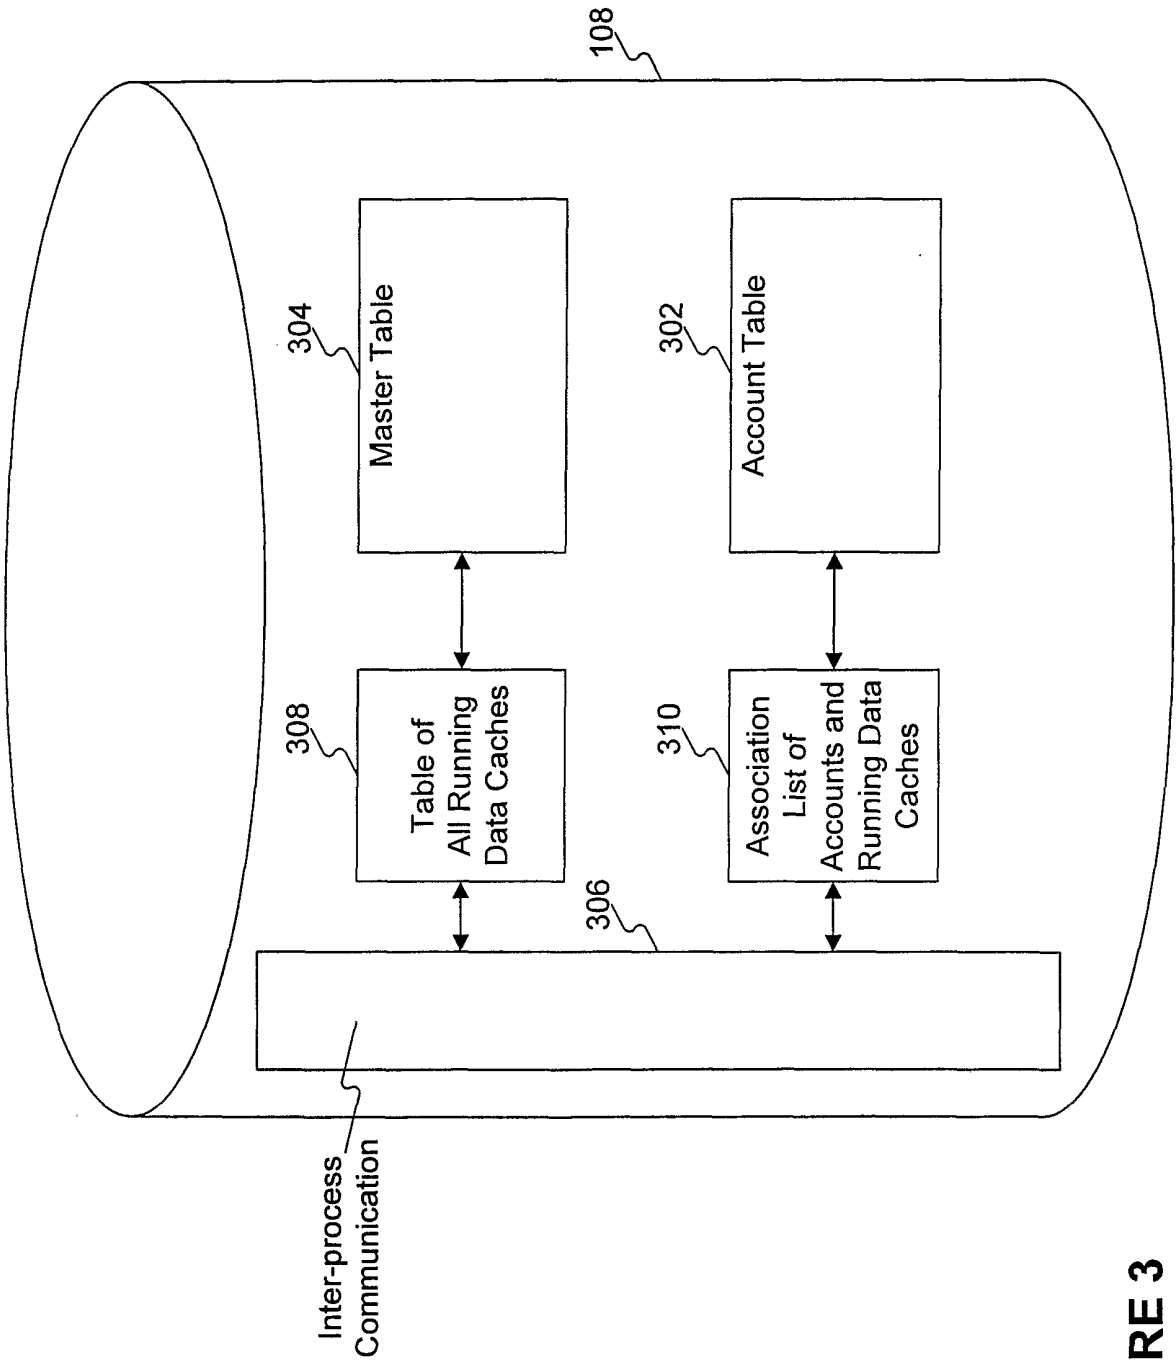 108
304
Master Table
302
Account Table
308
Table of
All Running
Data Caches
310
Association
List of
Accounts and
Running Data
Caches
306
Inter-process
Communication
RE 3